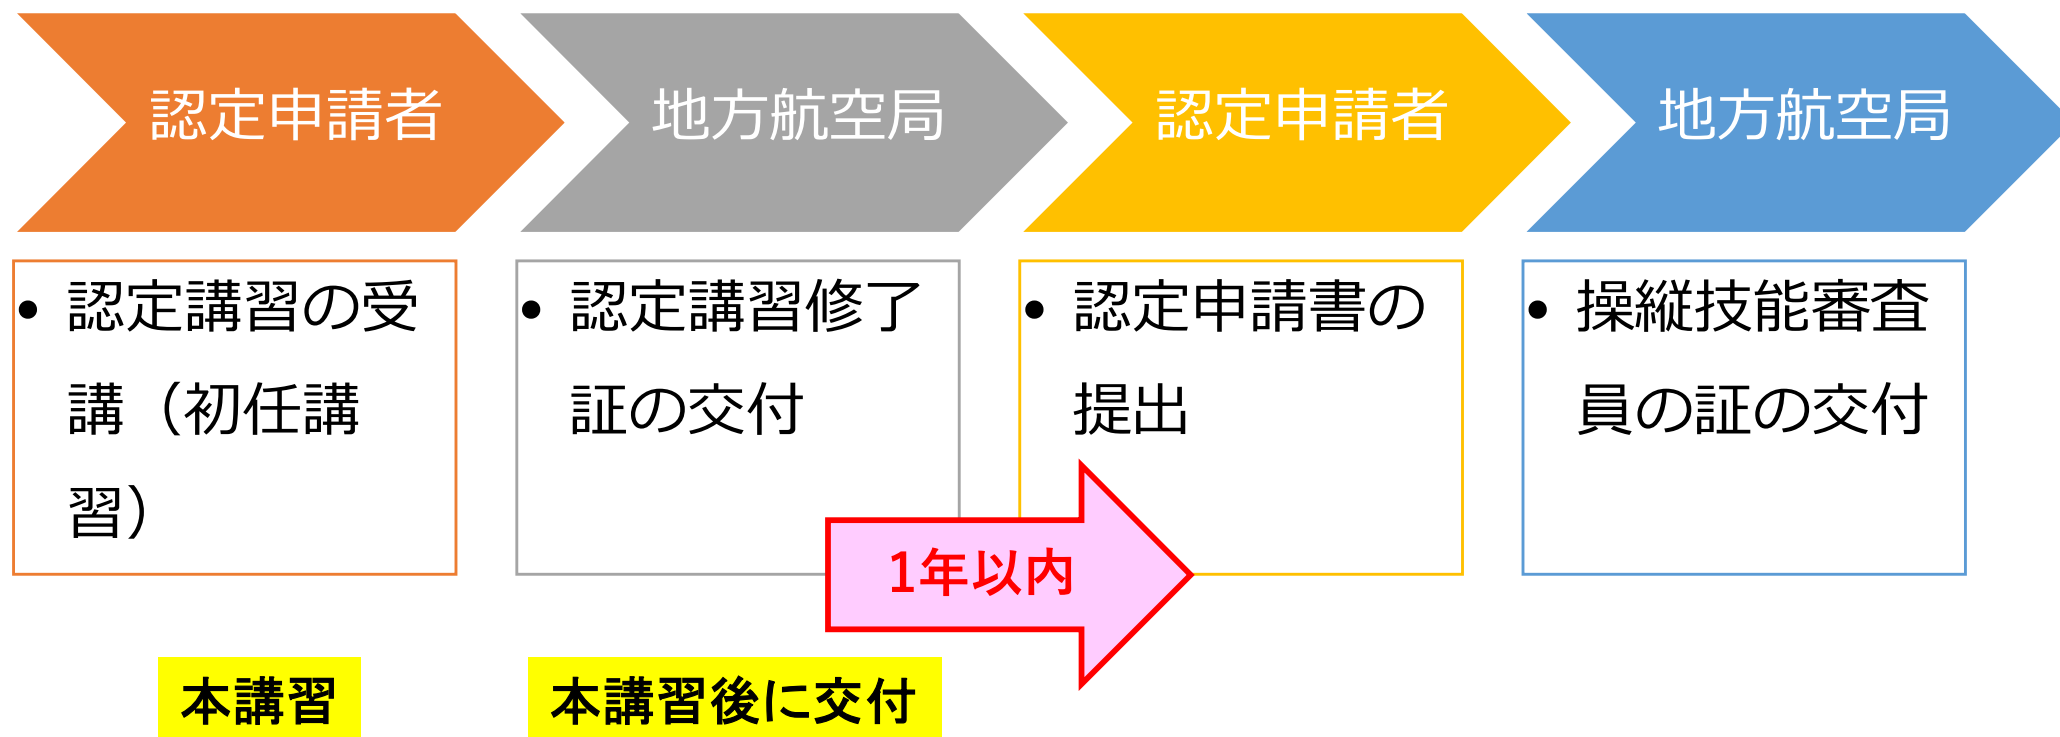 認定申請者
地方航空局
認定申請者
地方航空局
• 認定講習の受
講（初任講
習）
• 認定講習修了
証の交付
• 認定申請書の
提出
• 操縦技能審査
員の証の交付
1年以内
本講習
本講習後に交付